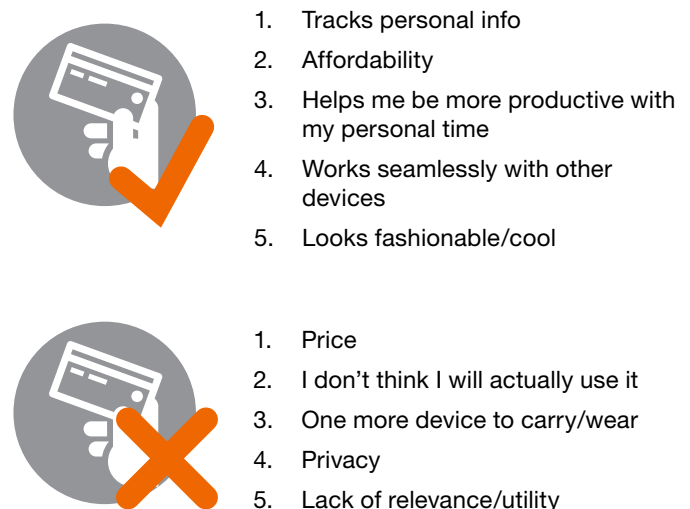 1. Tracks personal info
2. Affordability
3. Helps me be more productive with
my personal time
4. Works seamlessly with other
devices
5. Looks fashionable/cool
1. Price
2. I don’t think I will actually use it
3. One more device to carry/wear
4. Privacy
5. Lack of relevance/utility